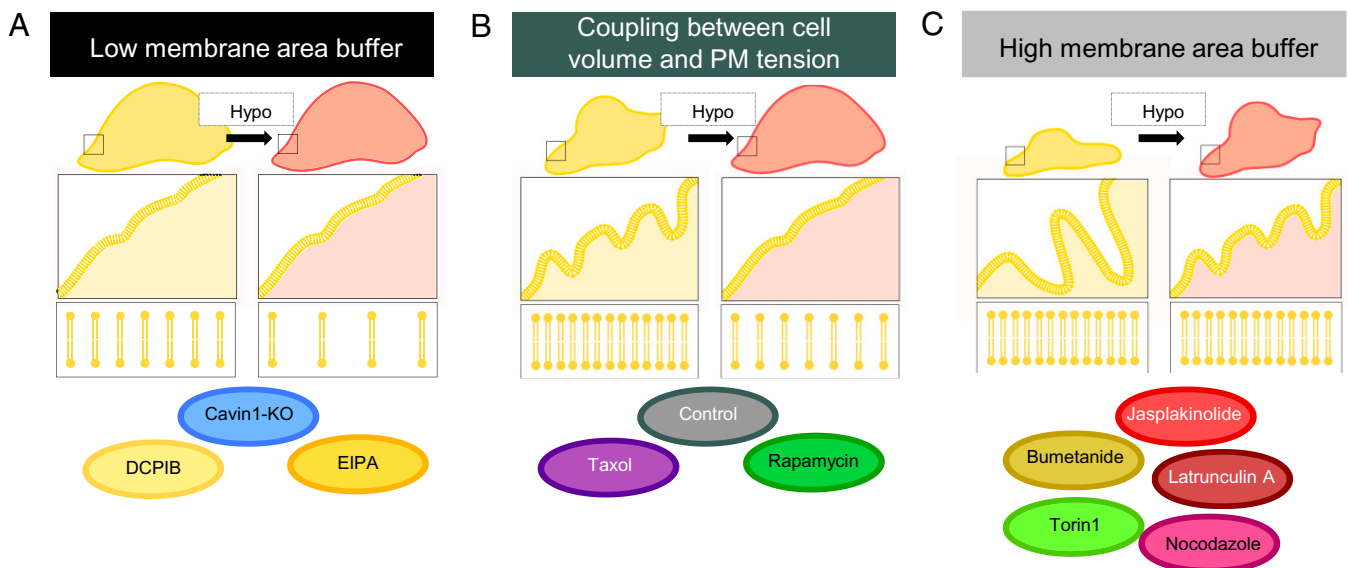 A
Low membrane area buffer
Hypo
Cavin1-KO
DCPIB
EIPA
B
Coupling between cell
volume and PM tension
Hypo
Control
Taxol
Rapamycin
C
High membrane area buffer
Hypo
Jasplakinolide
Bumetanide
Latrunculin A
Torin1
Nocodazole